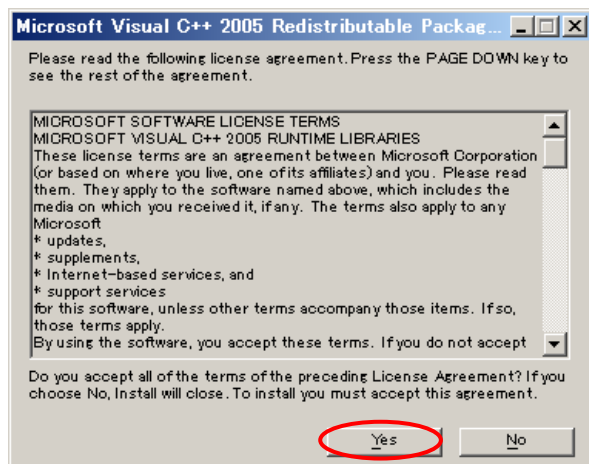 Microsoft Visual C++ 2005 Redistributable Packag...
Please read the following license agreement. Press the PAGE DOWN key to
see the rest of the agreement.
MICROSOFT SOFTWARE LICENSE TERMS
MICROSOFT VISUAL C++ 2005 RUNTIME LIBRARIES
These license terms are an agreement between Microsoft Corporation
(or based on where you live, one of its affiliates) and you. Please read
them. They apply to the software named above, which includes the
media on which you received it, if any. The terms also apply to any
Microsoft
* updates,
* supplements,
* Internet-based services, and
* support services
for this software, unless other terms accompany those items. If so,
those terms apply.
By using the software, you accept these terms. If you do not accept
Do you accept all of the terms of the preceding License Agreement? If you
choose No, Install will close. To install you must accept this agreement.
Yes No